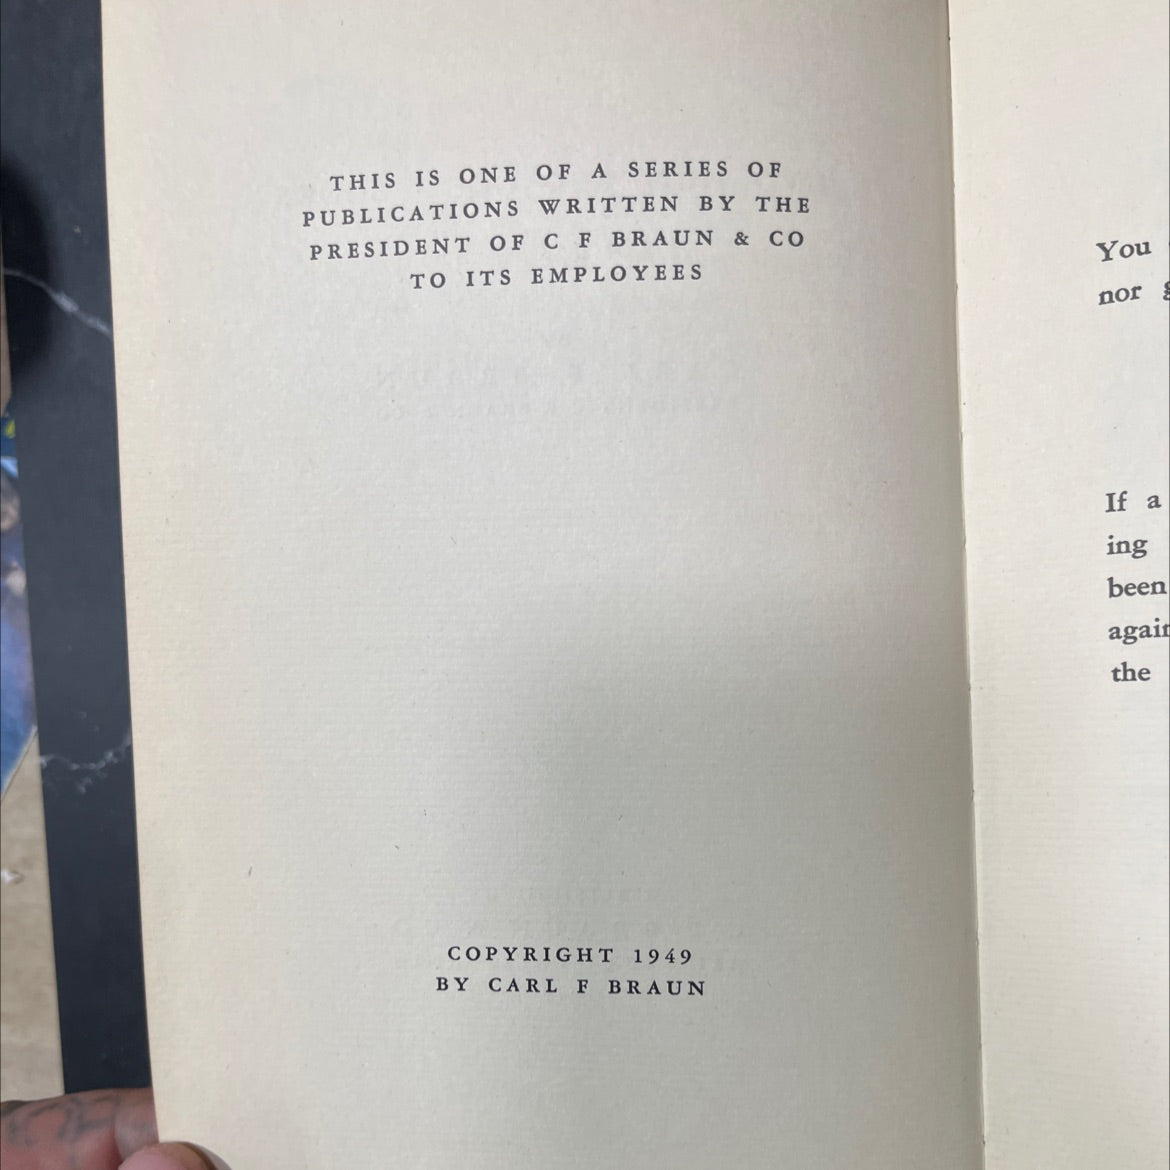 THIS IS ONE OF A SERIES OF
PUBLICATIONS WRITTEN BY THE
PRESIDENT OF C F BRAUN & CO
TO ITS EMPLOYEES
COPYRIGHT 1949
BY CARL F BRAUN
You
nor
If a
ing
been
the